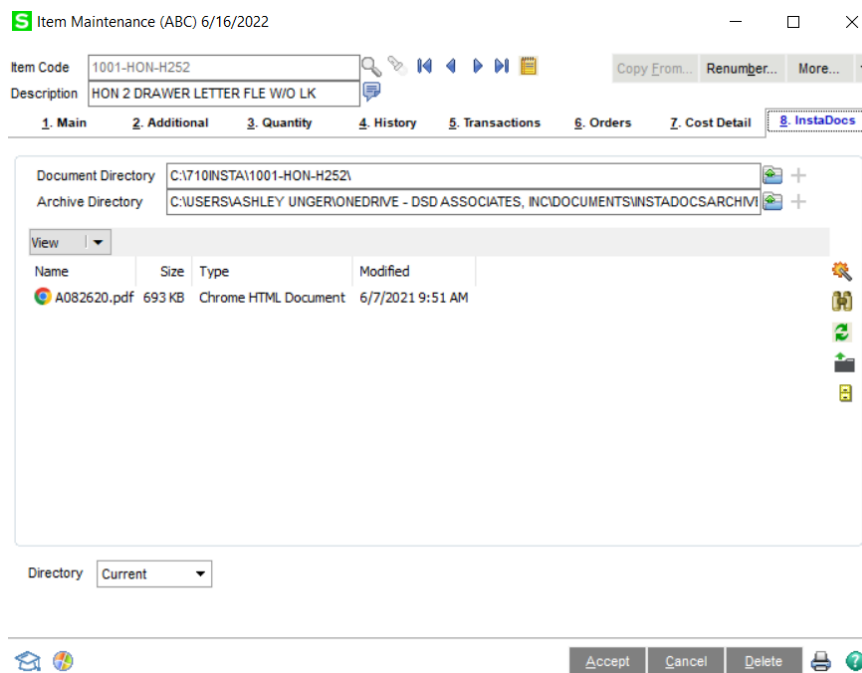 S Item Maintenance (ABC) 6/16/2022
Item Code 1001-HON-H252 Copy From... Renumber... More...
Description HON 2 DRAWER LETTER FLE W/O LK
1. Main 2. Additional 3. Quantity 4. History 5. Transactions 6. Orders 7. Cost Detail 8. InstaDocs
Document Directory C:\710INSTA\1001-HON-H252\
Archive Directory C:\USERS\ASHLEY UNGER\ONEDRIVE - DSD ASSOCIATES, INC\DOCUMENTS\INSTADOCSARCHIVI
View
Name Size Type Modified
A082620.pdf 693 KB Chrome HTML Document 6/7/2021 9:51 AM
Directory Current
Accept Cancel Delete ?